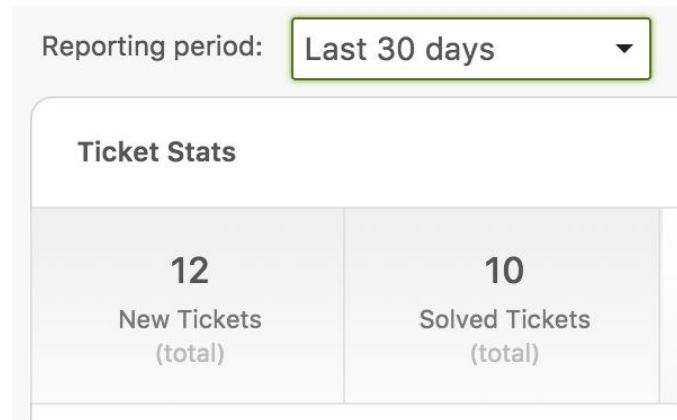 Reporting period: Last 30 days
Ticket Stats
12
New Tickets
(total)
10
Solved Tickets
(total)